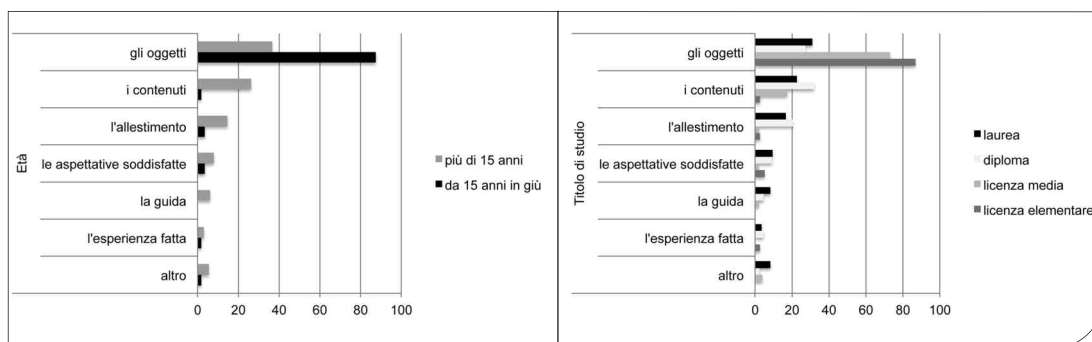 Età
gli oggetti
i contenuti
l'allestimento
le aspettative soddisfatte
la guida
l'esperienza fatta
altro
0 20 40 60 80 100
più di 15 anni
da 15 anni in giù
Titolo di studio
gli oggetti
i contenuti
l'allestimento
le aspettative soddisfatte
la guida
l'esperienza fatta
altro
0 20 40 60 80 100
laurea
diploma
licenza media
licenza elementare